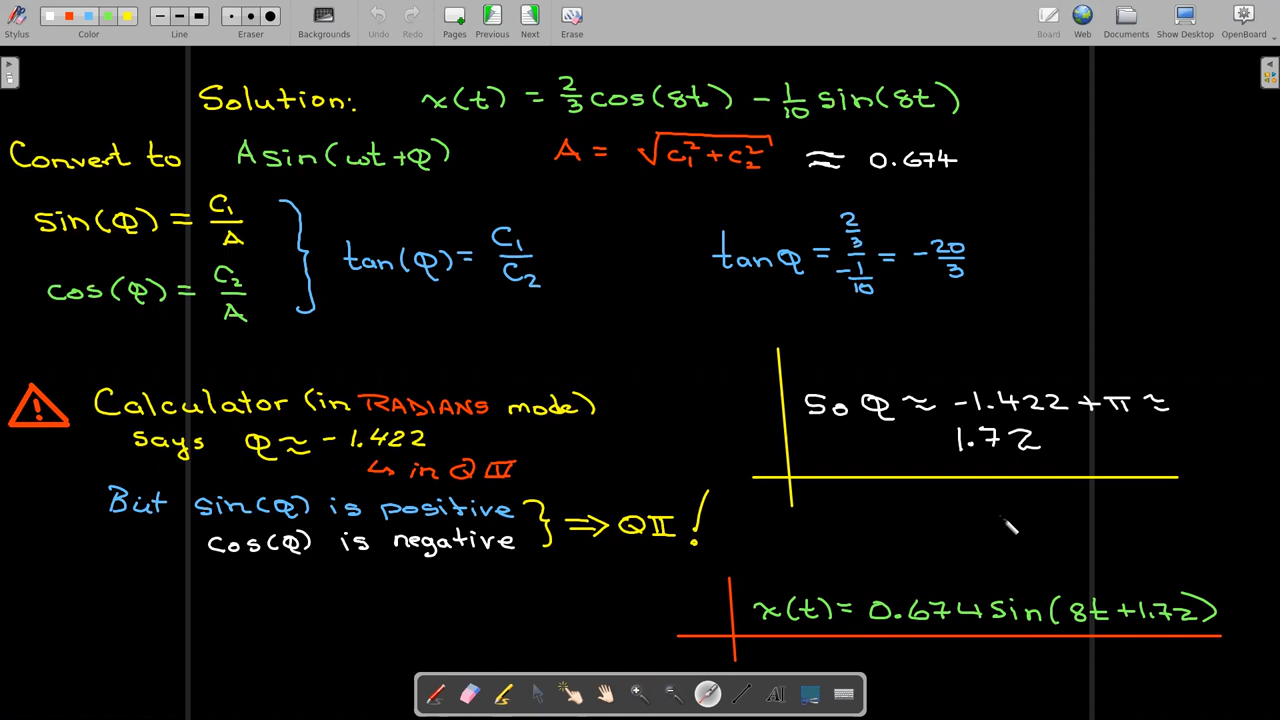 Stylus Color Line Eraser Backgrounds Undo Redo Pages Previous Next Erase Board Web Documents Show Desktop OpenBoard
Solution: x(t) = 2/3 cos(8t) - 1/10 sin(8t)
Convert to A sin(ωt+φ) A = √(c₁² + c₂²) ≈ 0.674
sin(φ) = C₁/A
cos(φ) = C₂/A
} tan(φ) = C₁/C₂
tan φ = (2/3)/(-1/10) = -20/3
! Calculator (in RADIANS mode)
says φ ≈ -1.422
↳ in Q IV
But sin(φ) is positive
cos(φ) is negative
} ⇒ QII !
So φ ≈ -1.422 + π ≈
1.72
x(t) = 0.674 sin(8t+1.72)
AI